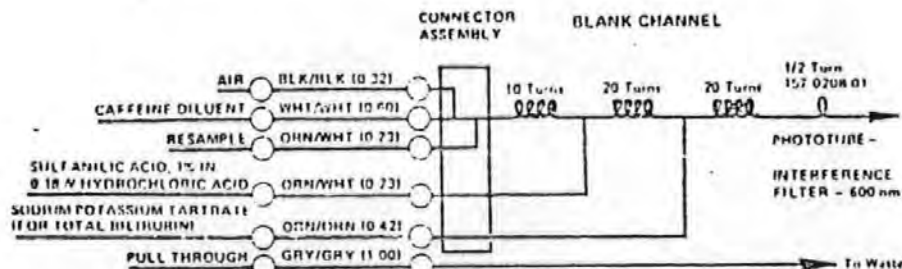 CONNECTOR
ASSEMBLY
BLANK CHANNEL
AIR BLK/BLK (0.32)
CAFFEINE DILUENT WHT/WHT (0.60)
RESAMPLE ORN/WHT (0.23)
SULFANILIC ACID, 1% IN
0.18 N HYDROCHLORIC ACID ORN/WHT (0.23)
SODIUM POTASSIUM TARTRATE
(FOR TOTAL BILIRUBIN) ORN/ORN (0.42)
PULL THROUGH GRY/GRY (1.00)
10 Turns
20 Turns
20 Turns
1/2 Turn
157 0208 01
PHOTOTUBE –
INTERFERENCE
FILTER – 600 nm
To Waste